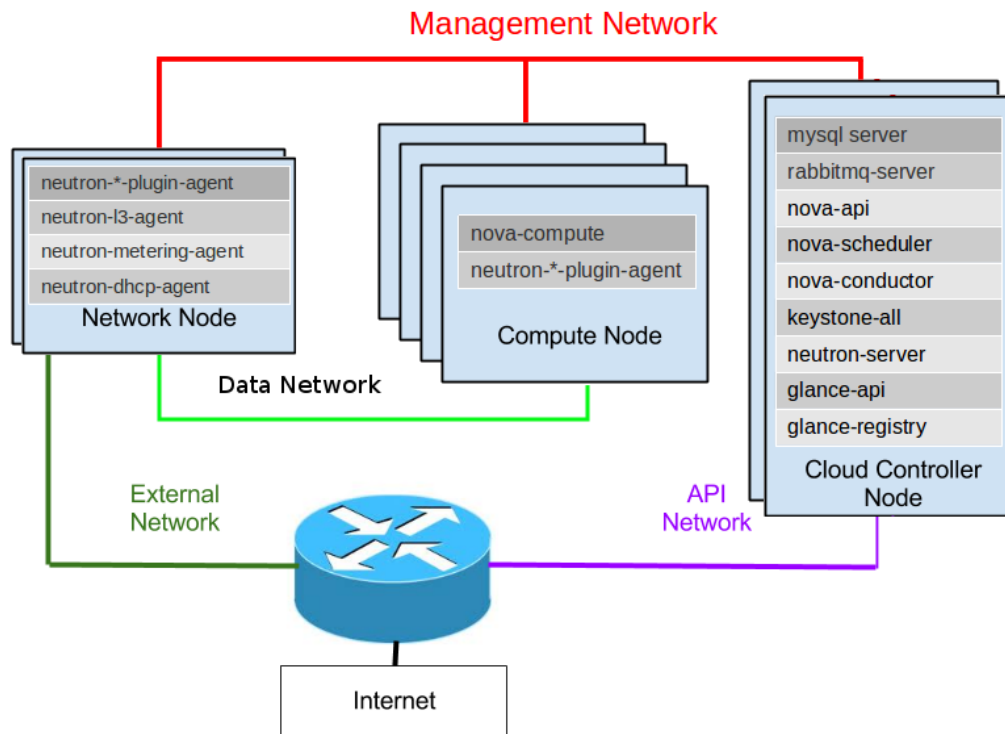 Management Network
neutron-*-plugin-agent
neutron-l3-agent
neutron-metering-agent
neutron-dhcp-agent
Network Node
nova-compute
neutron-*-plugin-agent
Compute Node
mysql server
rabbitmq-server
nova-api
nova-scheduler
nova-conductor
keystone-all
neutron-server
glance-api
glance-registry
Cloud Controller
Node
Data Network
External
Network
API
Network
Internet